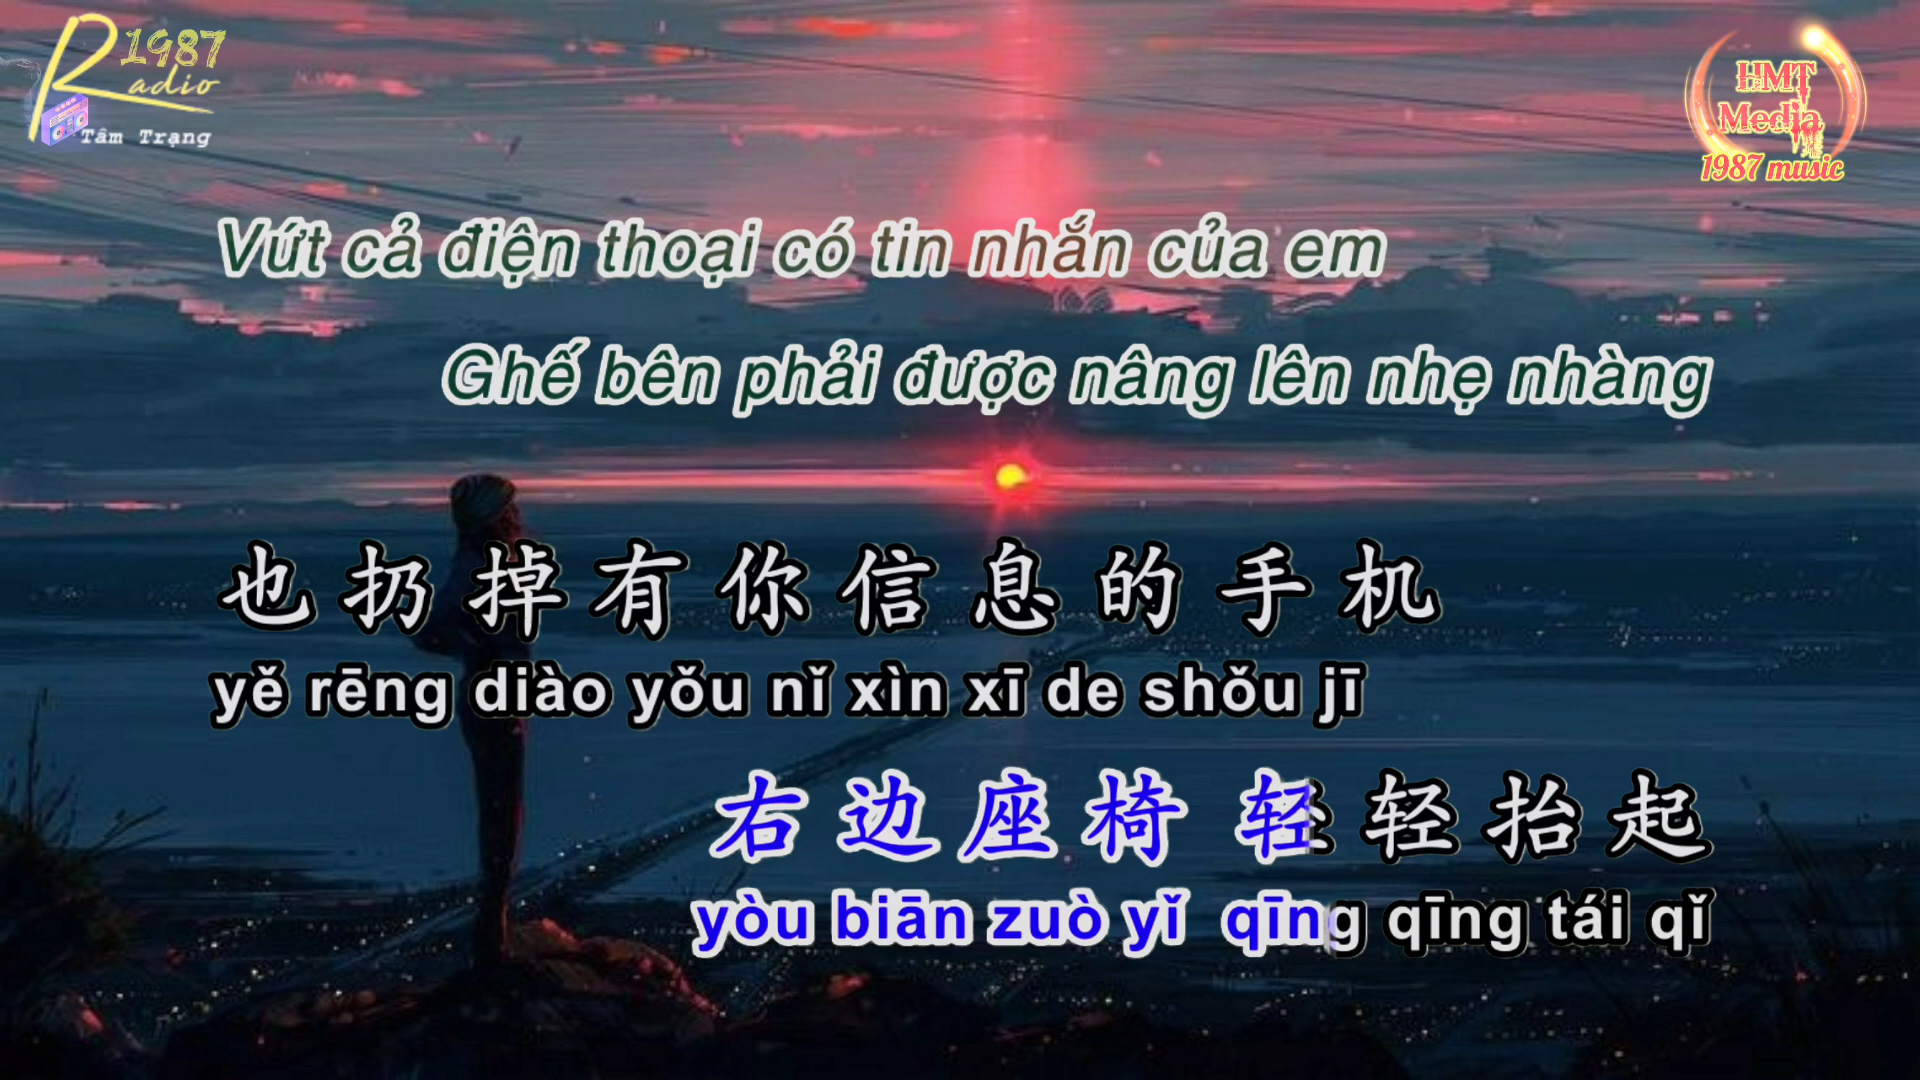 1987
Radio
Tâm Trạng
HMT
Media
1987 music
Vứt cả điện thoại có tin nhắn của em
Ghế bên phải được nâng lên nhẹ nhàng
也扔掉有你信息的手机
yě rēng diào yǒu nǐ xìn xī de shǒu jī
右边座椅 轻轻抬起
yòu biān zuò yǐ qīng qīng tái qǐ